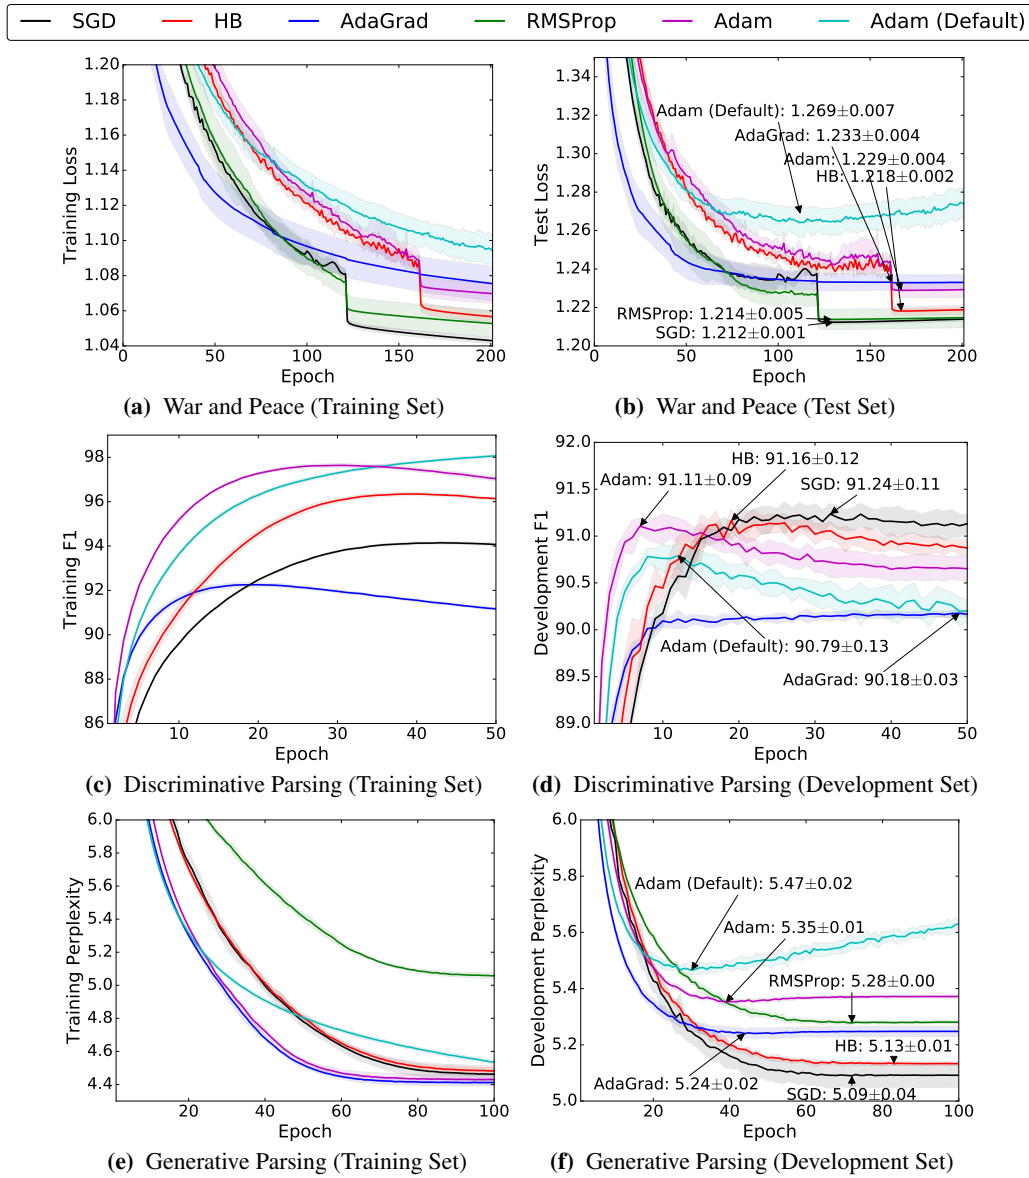 SGD HB AdaGrad RMSProp Adam Adam (Default)
1.20
1.18
1.16
1.14
1.12
1.10
1.08
1.06
1.04
0 50 100 150 200
Training Loss
Epoch
(a) War and Peace (Training Set)
1.34
1.32
1.30
1.28
1.26
1.24
1.22
1.20
0 50 100 150 200
Test Loss
Epoch
Adam (Default): 1.269±0.007
AdaGrad: 1.233±0.004
Adam: 1.229±0.004
HB: 1.218±0.002
RMSProp: 1.214±0.005
SGD: 1.212±0.001
(b) War and Peace (Test Set)
98
96
94
92
90
88
86
10 20 30 40 50
Training F1
Epoch
(c) Discriminative Parsing (Training Set)
92.0
91.5
91.0
90.5
90.0
89.5
89.0
10 20 30 40 50
Development F1
Epoch
HB: 91.16±0.12
Adam: 91.11±0.09
SGD: 91.24±0.11
Adam (Default): 90.79±0.13
AdaGrad: 90.18±0.03
(d) Discriminative Parsing (Development Set)
6.0
5.8
5.6
5.4
5.2
5.0
4.8
4.6
4.4
20 40 60 80 100
Training Perplexity
Epoch
(e) Generative Parsing (Training Set)
6.0
5.8
5.6
5.4
5.2
5.0
20 40 60 80 100
Development Perplexity
Epoch
Adam (Default): 5.47±0.02
Adam: 5.35±0.01
RMSProp: 5.28±0.00
HB: 5.13±0.01
AdaGrad: 5.24±0.02
SGD: 5.09±0.04
(f) Generative Parsing (Development Set)